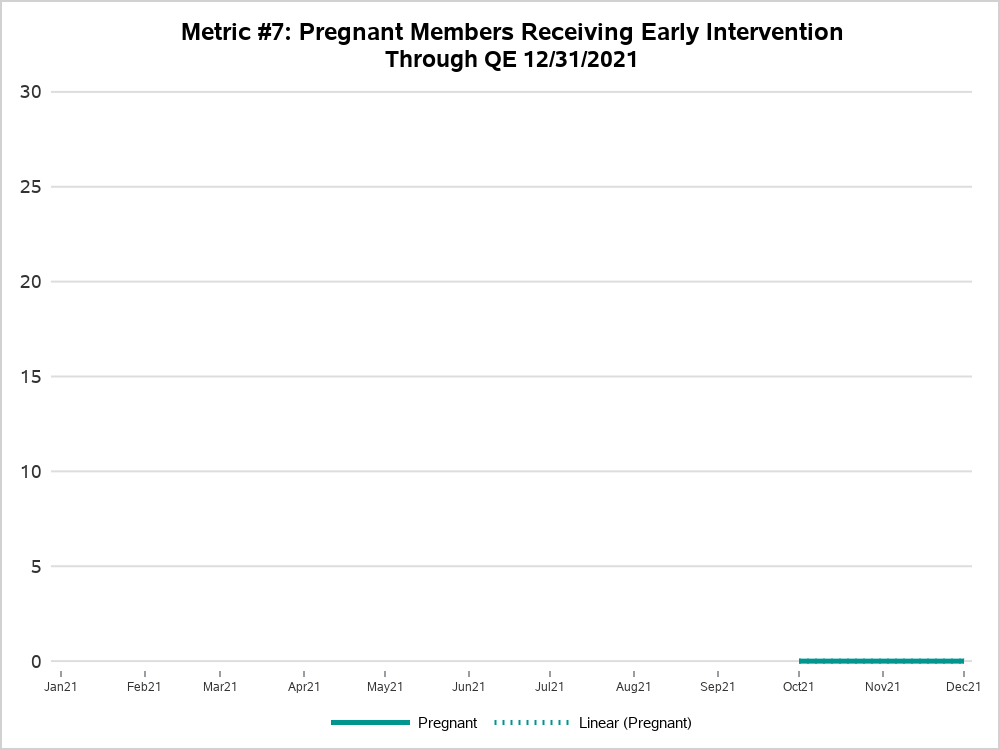 Metric #7: Pregnant Members Receiving Early Intervention
Through QE 12/31/2021
30
25
20
15
10
5
0
Jan21 Feb21 Mar21 Apr21 May21 Jun21 Jul21 Aug21 Sep21 Oct21 Nov21 Dec21
Pregnant Linear (Pregnant)